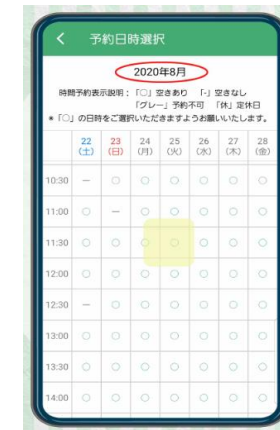 予約日時選択
2020年8月
時間予約表示説明：「○」空きあり 「-」空きなし
「グレー」予約不可 「休」定休日
＊「○」の日時をご選択いただきますようお願いいたします。
22 23 24 25 26 27 28
(土) (日) (月) (火) (水) (木) (金)
10:30 － ○ ○ ○ ○ ○ ○
11:00 ○ － ○ ○ ○ ○ ○
11:30 ○ ○ ○ ○ ○ ○ ○
12:00 ○ ○ ○ ○ ○ ○ ○
12:30 － ○ ○ ○ ○ ○ ○
13:00 ○ ○ ○ ○ ○ ○ ○
13:30 ○ ○ ○ ○ ○ ○ ○
14:00 ○ ○ ○ ○ ○ ○ ○